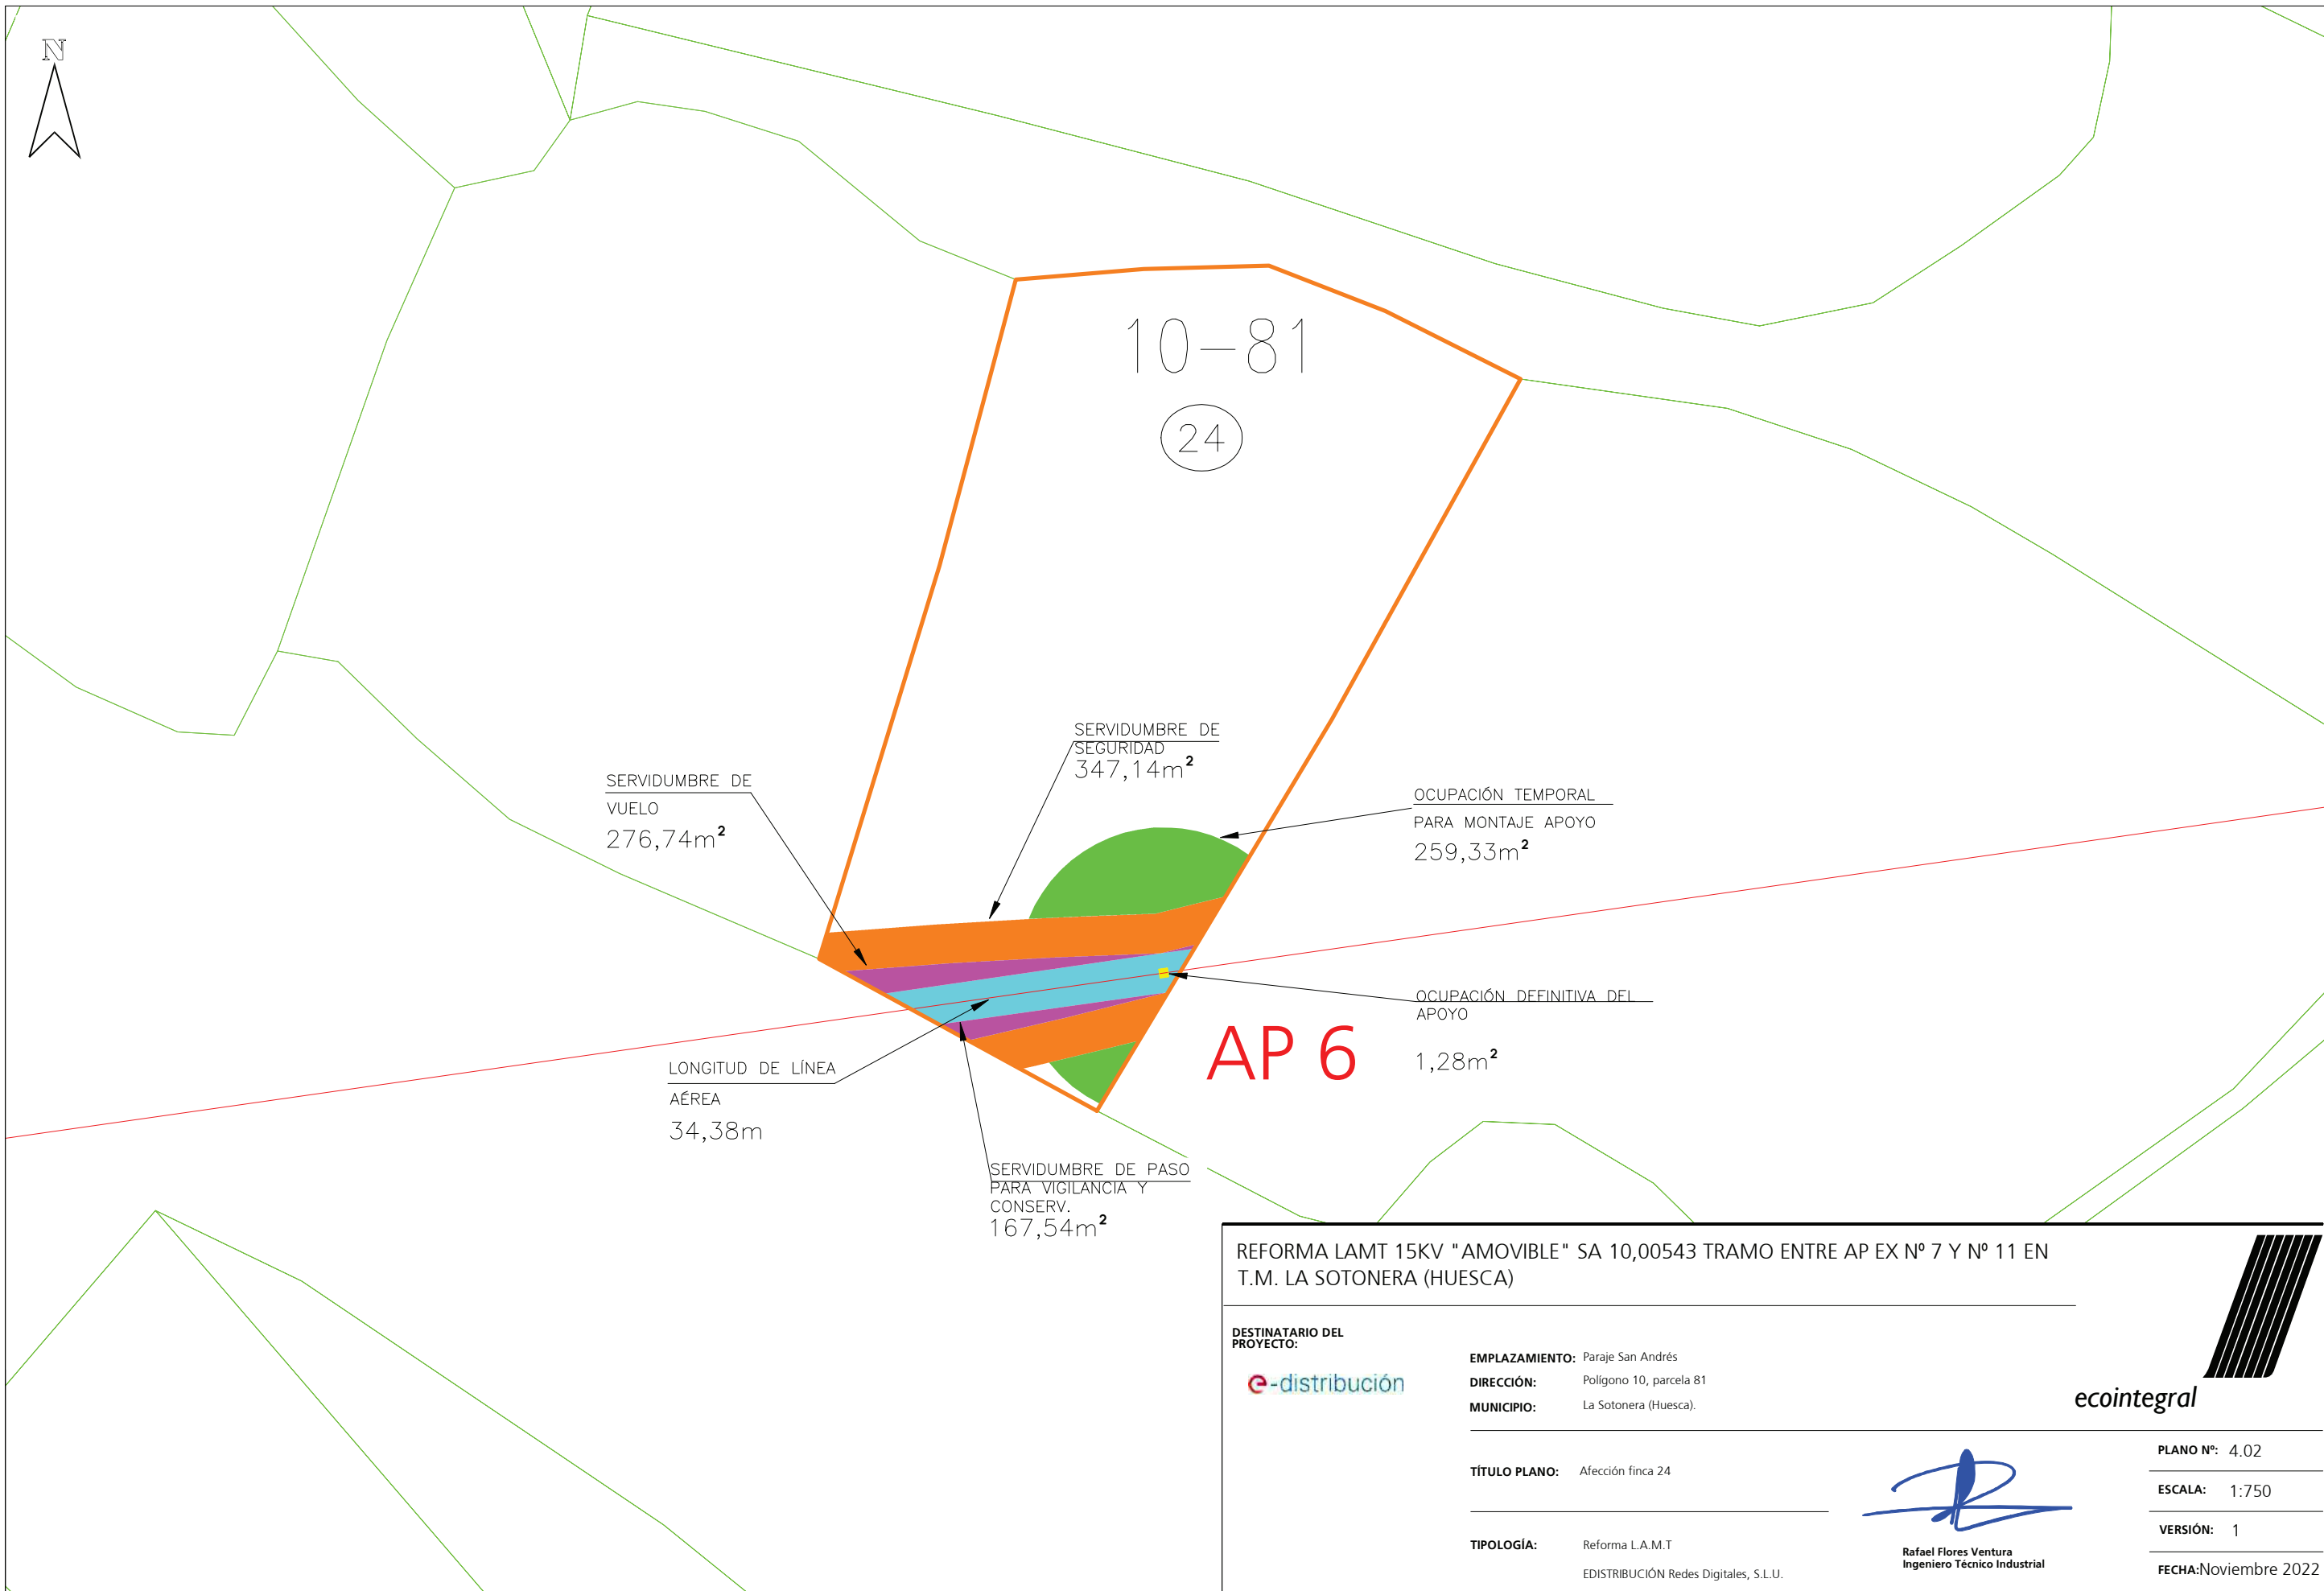 N
10-81
24
SERVIDUMBRE DE
SEGURIDAD
347,14m²
SERVIDUMBRE DE
VUELO
276,74m²
OCUPACIÓN TEMPORAL
PARA MONTAJE APOYO
259,33m²
OCUPACIÓN DEFINITIVA DEL
APOYO
1,28m²
AP 6
LONGITUD DE LÍNEA
AÉREA
34,38m
SERVIDUMBRE DE PASO
PARA VIGILANCIA Y
CONSERV.
167,54m²
REFORMA LAMT 15KV "AMOVIBLE" SA 10,00543 TRAMO ENTRE AP EX Nº 7 Y Nº 11 EN
T.M. LA SOTONERA (HUESCA)
DESTINATARIO DEL
PROYECTO:
e-distribución
EMPLAZAMIENTO: Paraje San Andrés
DIRECCIÓN: Polígono 10, parcela 81
MUNICIPIO: La Sotonera (Huesca).
ecointegral
TÍTULO PLANO: Afección finca 24
TIPOLOGÍA: Reforma L.A.M.T
EDISTRIBUCIÓN Redes Digitales, S.L.U.
Rafael Flores Ventura
Ingeniero Técnico Industrial
PLANO Nº: 4.02
ESCALA: 1:750
VERSIÓN: 1
FECHA:Noviembre 2022